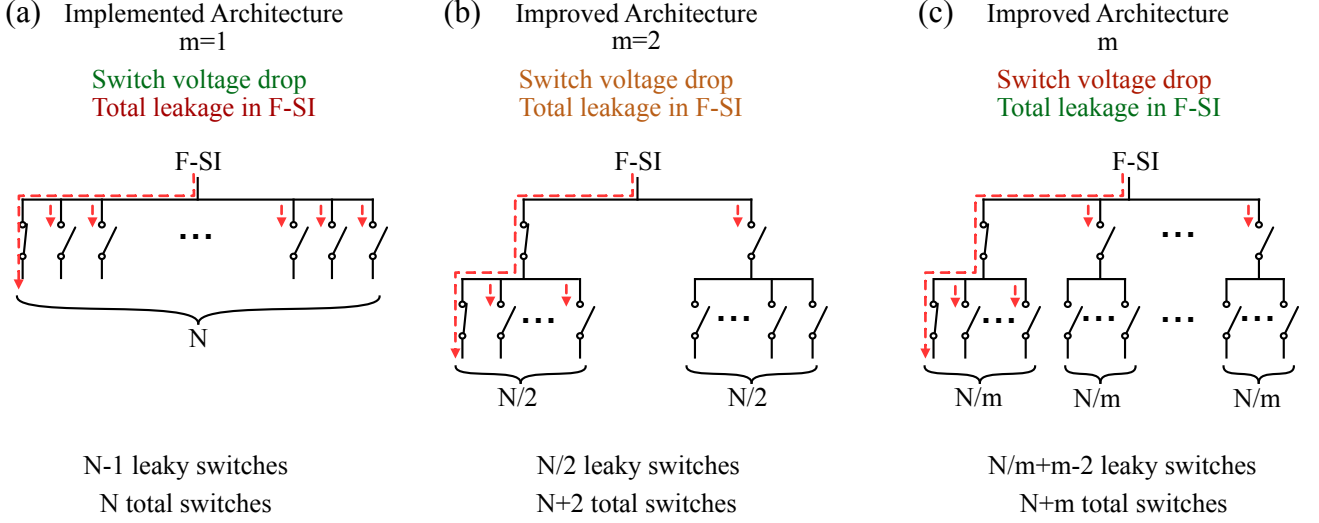 (a) Implemented Architecture
m=1
Switch voltage drop
Total leakage in F-SI
F-SI
...
N
N-1 leaky switches
N total switches
(b) Improved Architecture
m=2
Switch voltage drop
Total leakage in F-SI
F-SI
... ...
N/2 N/2
N/2 leaky switches
N+2 total switches
(c) Improved Architecture
m
Switch voltage drop
Total leakage in F-SI
F-SI
...
... ... ... ...
N/m N/m N/m
N/m+m-2 leaky switches
N+m total switches